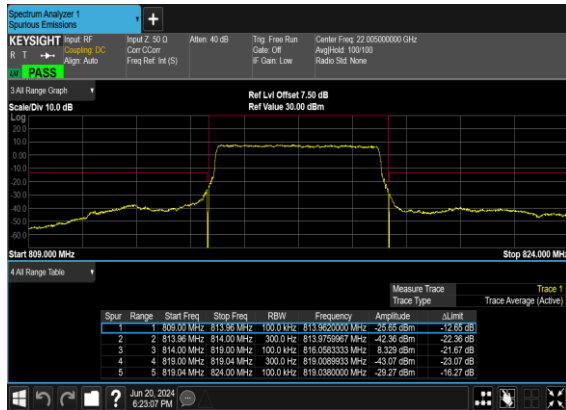 Spectrum Analyzer 1
Spurious Emissions
+
KEYSIGHT Input: RF Input Z: 50 Ω Atten: 40 dB Trig: Free Run Center Freq: 22.005000000 GHz
R T Coupling: DC Corr CCorr Gate: Off Avg|Hold: 100/100
Align: Auto Freq Ref: Int (S) IF Gain: Low Radio Std: None
PASS
3 All Range Graph
Ref Lvl Offset 7.50 dB
Scale/Div 10.0 dB Ref Value 30.00 dBm
Log
20.0
10.0
0.00
-10.0
-20.0
-30.0
-40.0
-50.0
-60.0
Start 809.000 MHz Stop 824.000 MHz
4 All Range Table
Measure Trace Trace 1
Trace Type Trace Average (Active)
Spur Range Start Freq Stop Freq RBW Frequency Amplitude ΔLimit
1 1 809.00 MHz 813.96 MHz 100.0 kHz 813.9620000 MHz -25.65 dBm -12.65 dB
2 2 813.96 MHz 814.00 MHz 300.0 Hz 813.9759967 MHz -42.36 dBm -22.36 dB
3 3 814.00 MHz 819.00 MHz 100.0 kHz 816.0583333 MHz 8.329 dBm -21.67 dB
4 4 819.00 MHz 819.04 MHz 300.0 Hz 819.0089933 MHz -43.07 dBm -23.07 dB
5 5 819.04 MHz 824.00 MHz 100.0 kHz 819.0380000 MHz -29.27 dBm -16.27 dB
?
Jun 20, 2024
6:23:07 PM